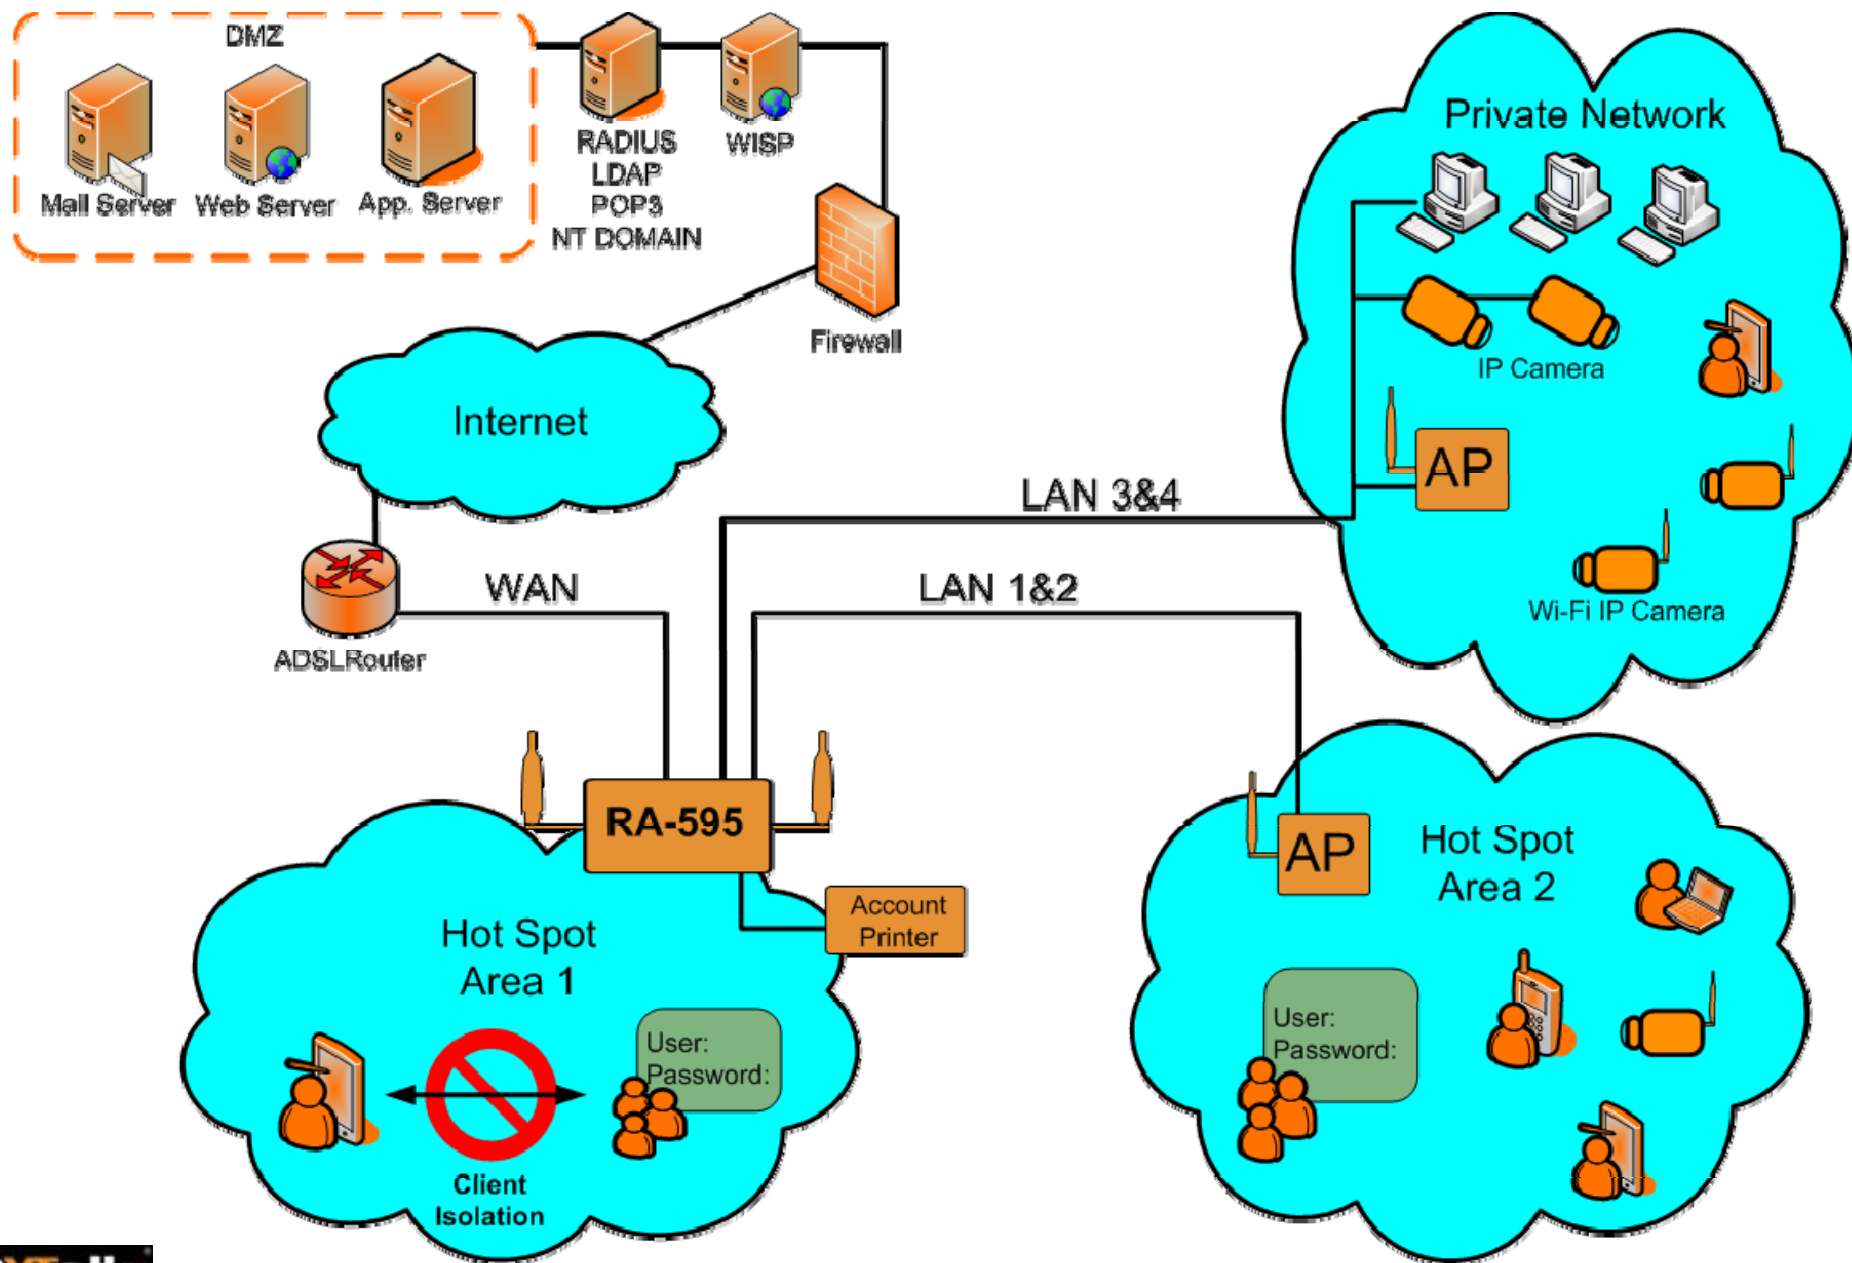 DMZ
Mail Server
Web Server
App. Server
RADIUS
LDAP
POP3
NT DOMAIN
WISP
Firewall
Internet
ADSLRouter
WAN
LAN 3&4
LAN 1&2
Private Network
IP Camera
AP
Wi-Fi IP Camera
RA-595
Account
Printer
Hot Spot
Area 1
User:
Password:
Client
Isolation
AP
Hot Spot
Area 2
User:
Password: